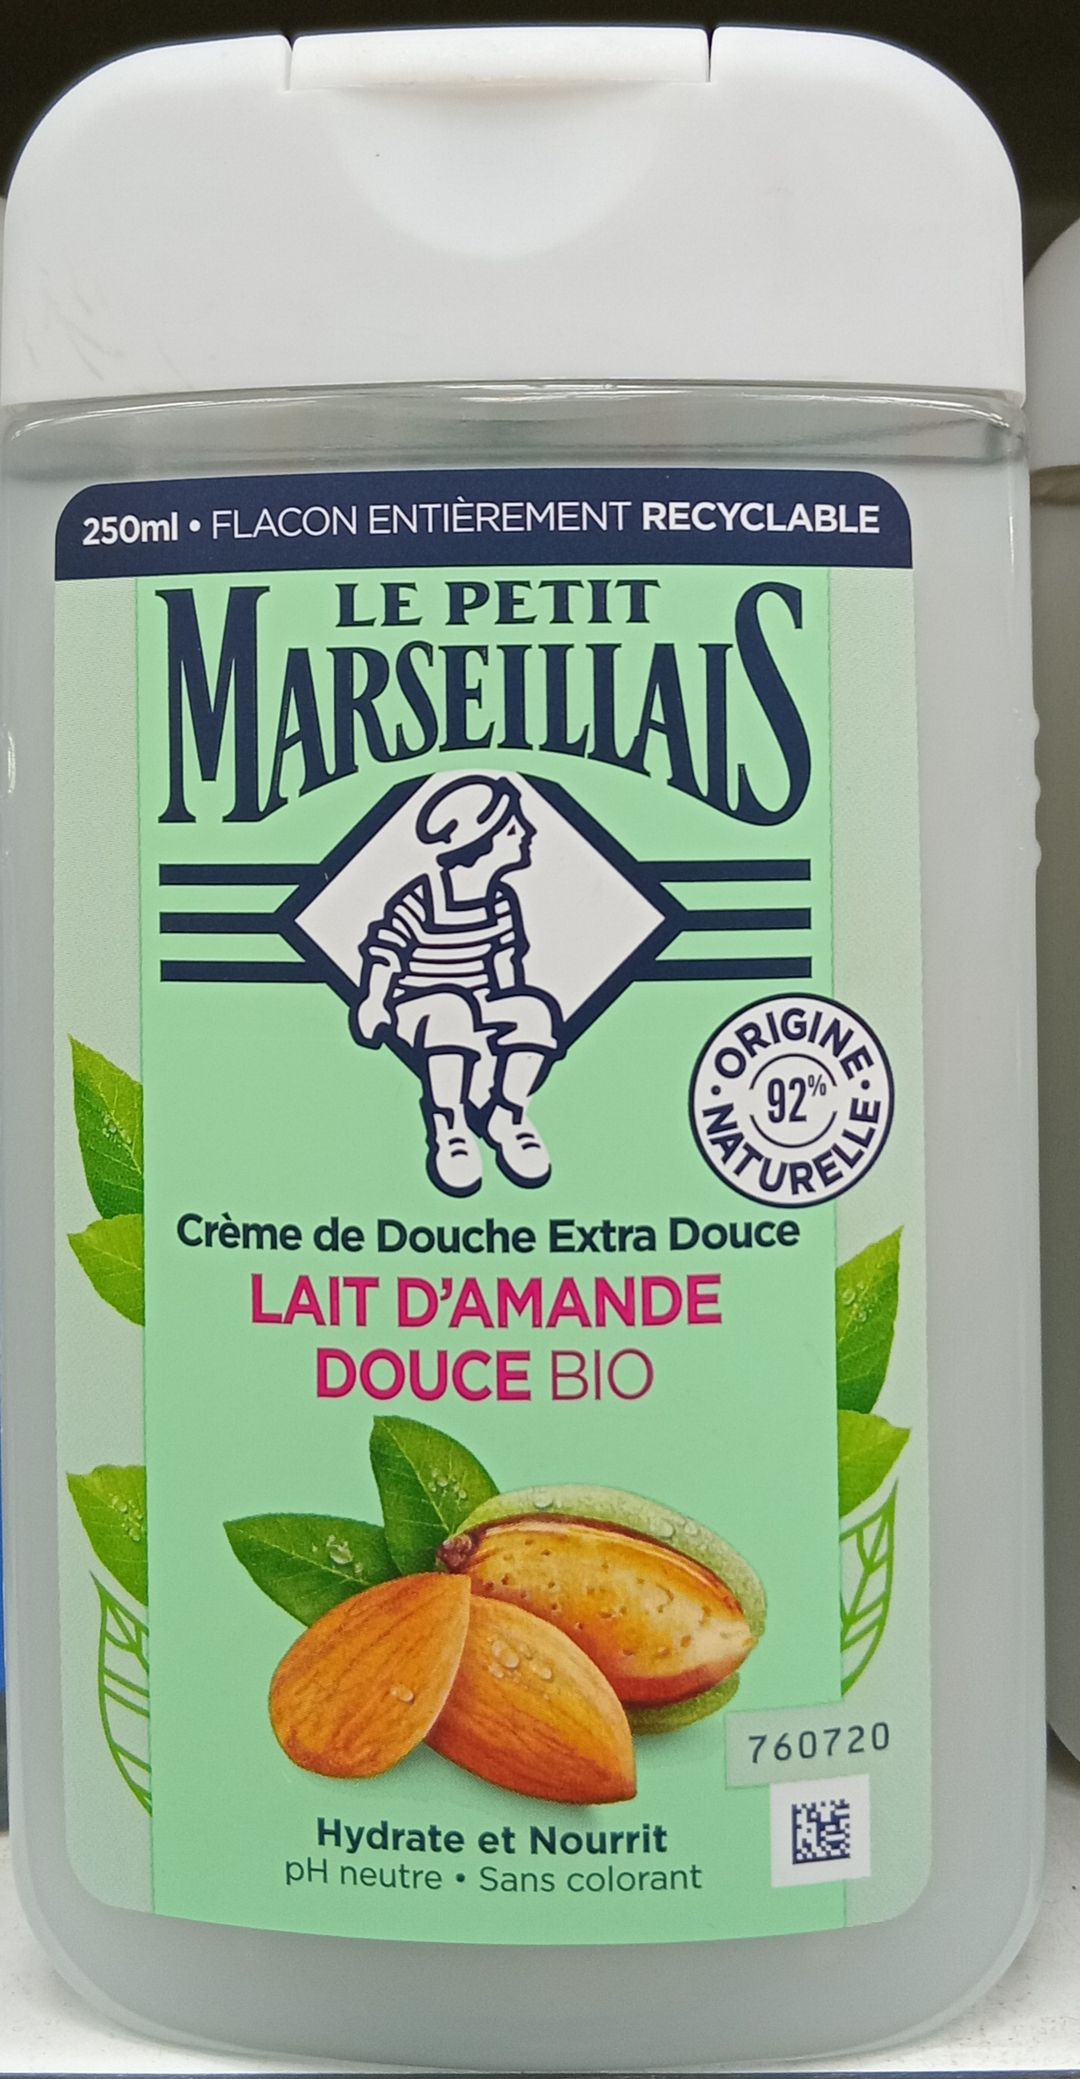 250ml • FLACON ENTIÈREMENT RECYCLABLE
LE PETIT
MARSEILLAIS
• ORIGINE •
92%
NATURELLE
Crème de Douche Extra Douce
LAIT D'AMANDE
DOUCE BIO
760720
Hydrate et Nourrit
pH neutre • Sans colorant